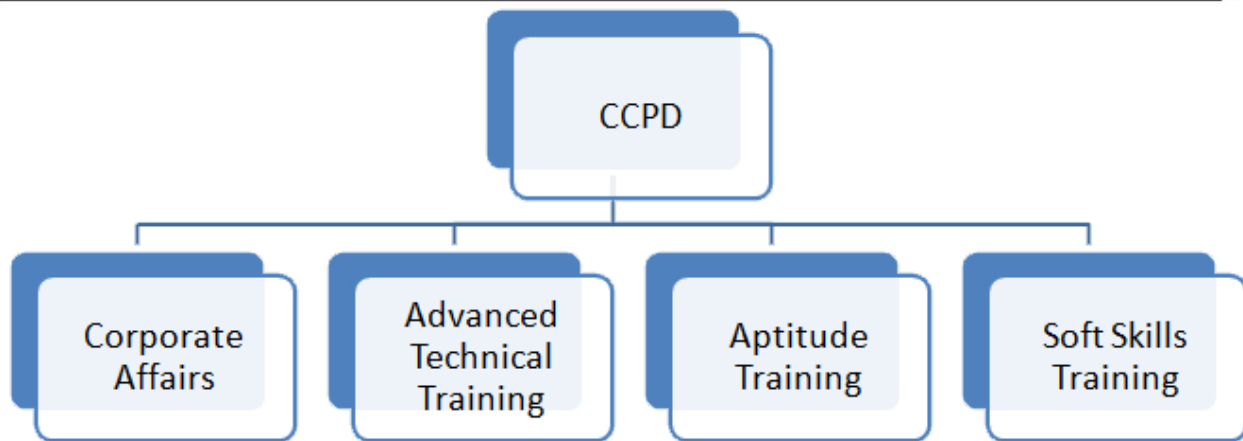 CCPD
Corporate
Affairs
Advanced
Technical
Training
Aptitude
Training
Soft Skills
Training